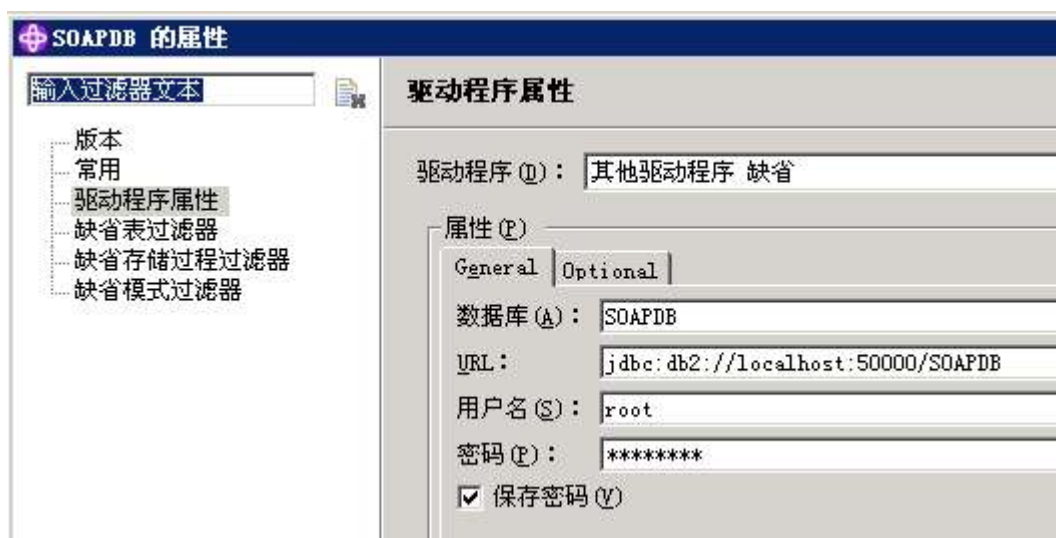 SOAPDB 的属性
输入过滤器文本
版本
常用
驱动程序属性
缺省表过滤器
缺省存储过程过滤器
缺省模式过滤器
驱动程序属性
驱动程序(D)： 其他驱动程序 缺省
属性(P)
General Optional
数据库(A)： SOAPDB
URL： jdbc:db2://localhost:50000/SOAPDB
用户名(S)： root
密码(P)： ********
保存密码(V)